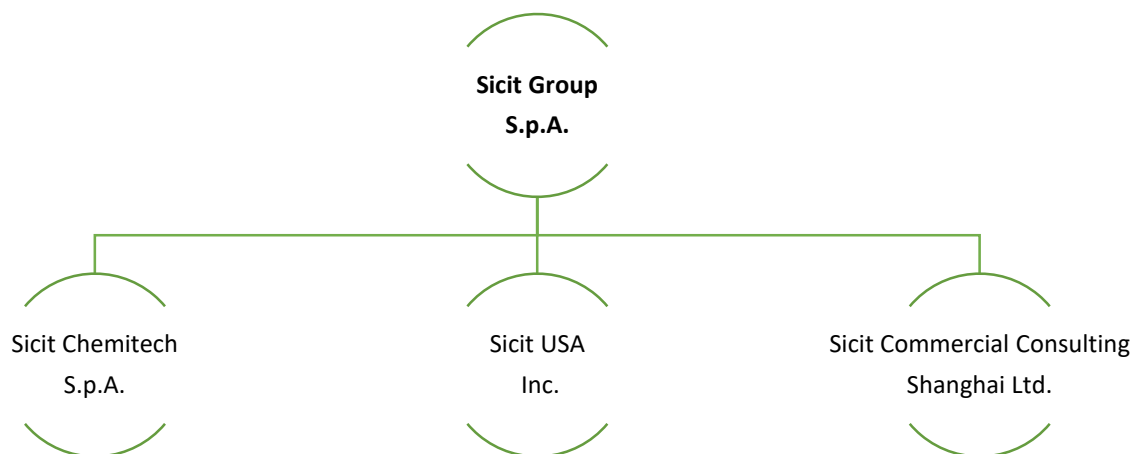 Sicit Group
S.p.A.
Sicit Chemitech
S.p.A.
Sicit USA
Inc.
Sicit Commercial Consulting
Shanghai Ltd.